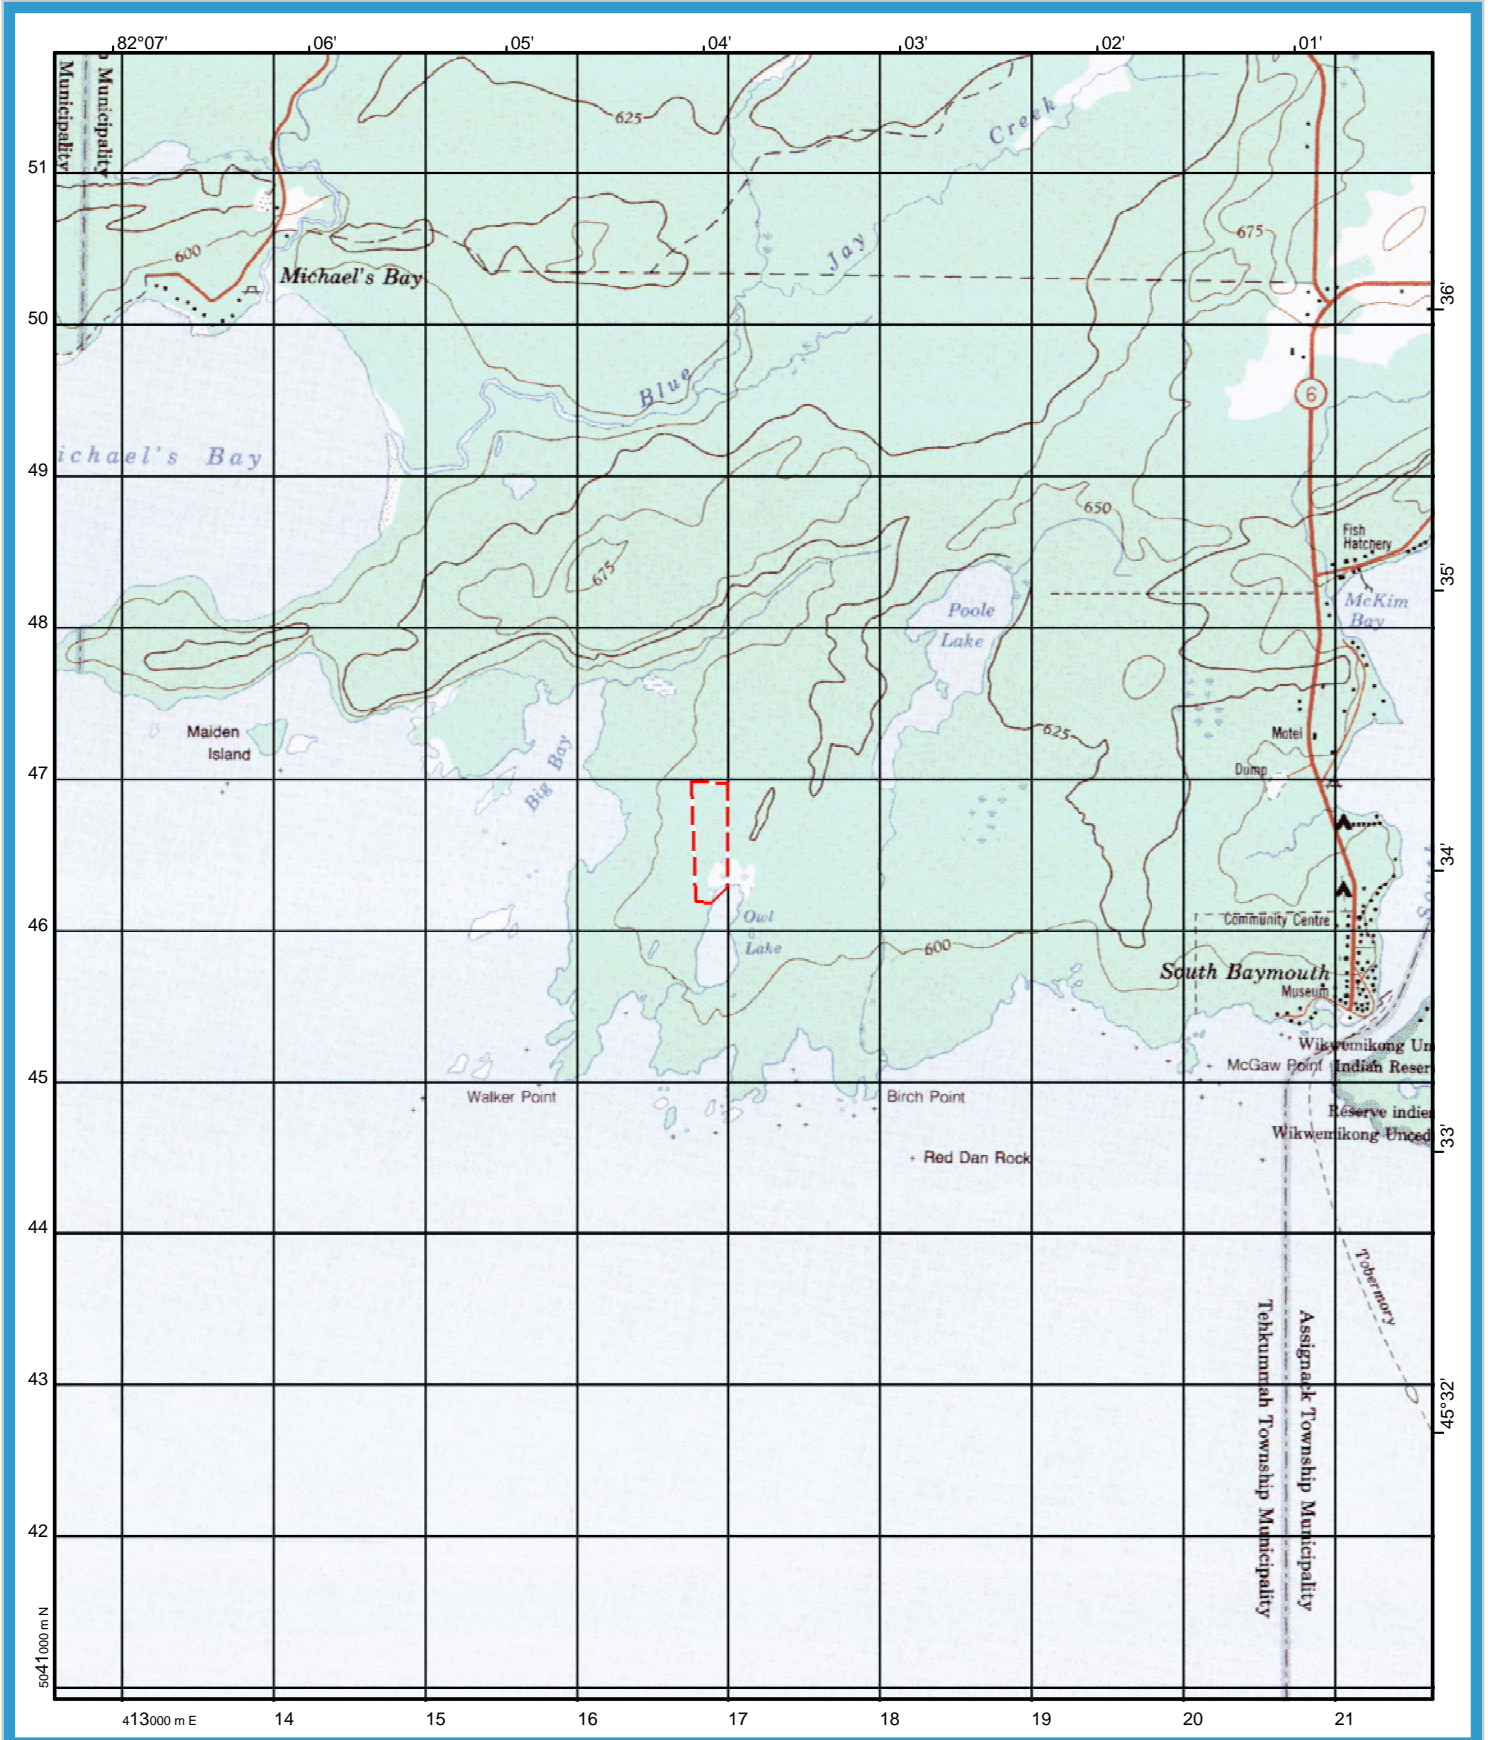 82°07'
06'
05'
04'
03'
02'
01'
Municipality
Municipality
625
Creek
51
Jay
675
600
Michael's Bay
36'
50
Blue
6
ichael's Bay
49
650
Fish
Hatchery
675
35'
Poole
Lake
McKim
Bay
48
Maiden
Island
625
Motel
Big Bay
Dump
47
34'
Owl
Lake
Community Centre
46
600
South Baymouth
Museum
Wikwemikong Un
McGaw Point
Indian Reser
45
Walker Point
Birch Point
Réserve indie
Wikwemikong Unced
33'
Red Dan Rock
44
Tobermory
Tehkummah Township Municipality
Assignack Township Municipality
43
45°32'
42
5041000 m N
413000 m E
14
15
16
17
18
19
20
21